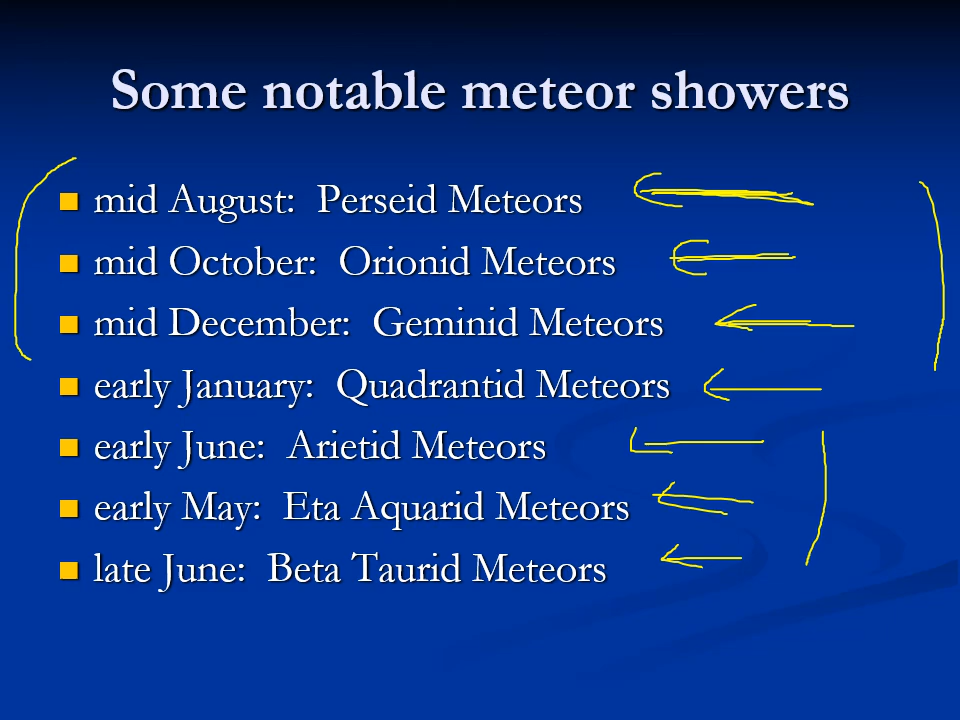 Some notable meteor showers
mid August: Perseid Meteors
mid October: Orionid Meteors
mid December: Geminid Meteors
early January: Quadrantid Meteors
early June: Arietid Meteors
early May: Eta Aquarid Meteors
late June: Beta Taurid Meteors